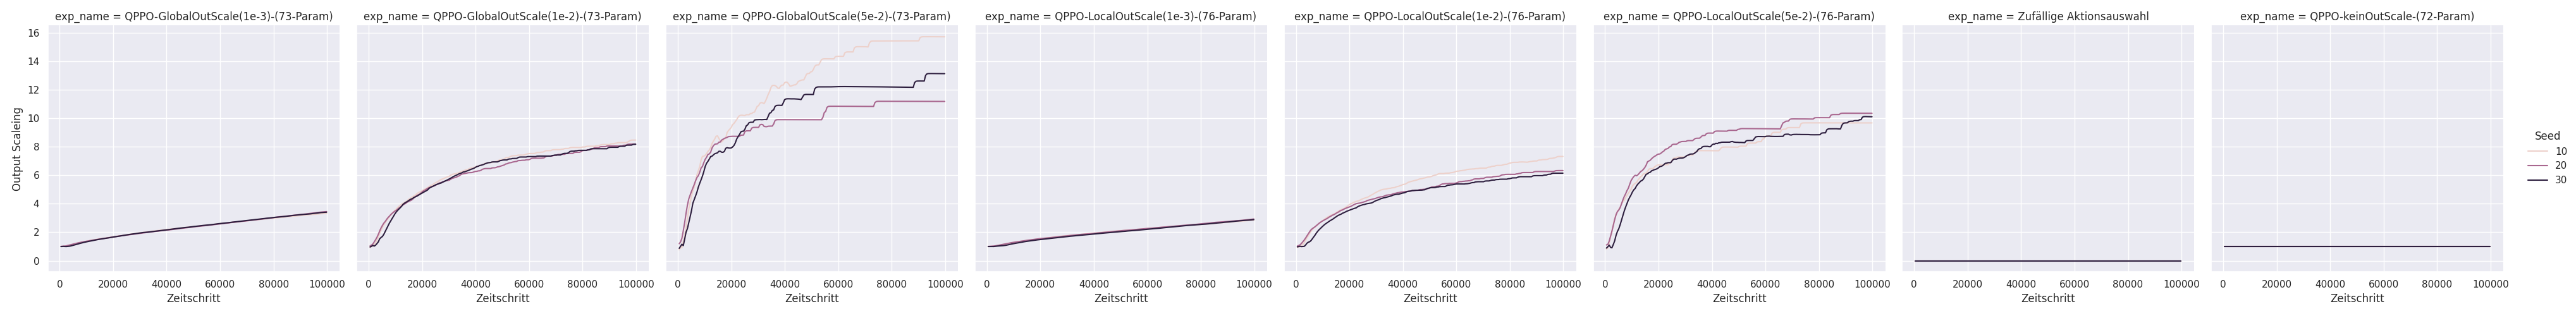 exp_name = QPPO-GlobalOutScale(1e-3)-(73-Param) exp_name = QPPO-GlobalOutScale(1e-2)-(73-Param) exp_name = QPPO-GlobalOutScale(5e-2)-(73-Param) exp_name = QPPO-LocalOutScale(1e-3)-(76-Param) exp_name = QPPO-LocalOutScale(1e-2)-(76-Param) exp_name = QPPO-LocalOutScale(5e-2)-(76-Param) exp_name = Zufällige Aktionsauswahl exp_name = QPPO-keinOutScale-(72-Param)
16
14
12
10
8
6
4
2
0
Output Scaleing
0 20000 40000 60000 80000 100000 0 20000 40000 60000 80000 100000 0 20000 40000 60000 80000 100000 0 20000 40000 60000 80000 100000 0 20000 40000 60000 80000 100000 0 20000 40000 60000 80000 100000 0 20000 40000 60000 80000 100000 0 20000 40000 60000 80000 100000
Zeitschritt Zeitschritt Zeitschritt Zeitschritt Zeitschritt Zeitschritt Zeitschritt Zeitschritt
Seed
10
20
30